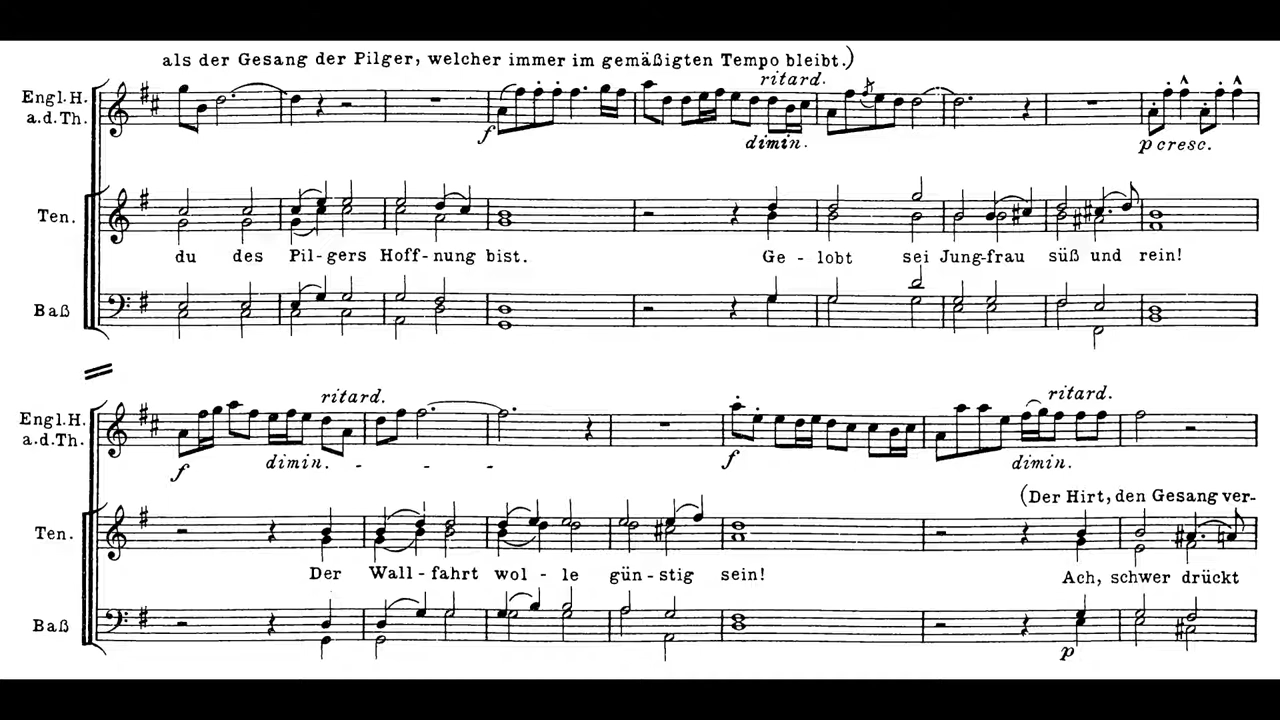 als der Gesang der Pilger, welcher immer im gemäßigten Tempo bleibt.)
ritard.
Engl. H.
a. d. Th.
f
dimin.
p cresc.
Ten.
du des Pil-gers Hoff-nung bist. Ge - lobt sei Jung-frau süß und rein!
Baß
ritard.
ritard.
Engl. H.
a. d. Th.
f
dimin. - - -
f
dimin.
(Der Hirt, den Gesang ver-
Ten.
Der Wall - fahrt wol - le gün - stig sein! Ach, schwer drückt
Baß
p